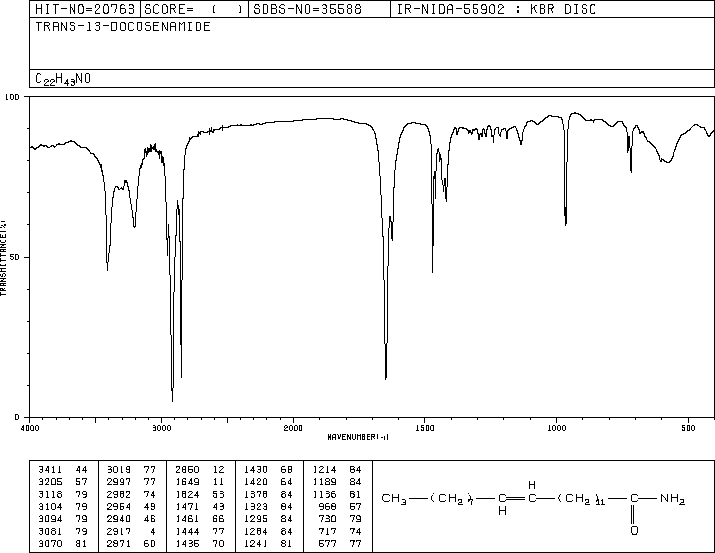 HIT-NO=20763 SCORE= ( ) SDBS-NO=35588 IR-NIDA-55902 : KBR DISC
TRANS-13-DOCOSENAMIDE
C22H43NO
100
50
0
TRANSMITTANCE(%)
4000 3000 2000 1500 1000 500
WAVENUMBER(-1)
3411 44 3019 77 2850 12 1430 68 1214 84
3205 57 2997 77 1649 11 1420 64 1189 84
3118 79 2982 74 1624 53 1378 84 1136 81
3104 79 2954 49 1471 43 1323 84 968 57
3094 79 2940 46 1461 66 1295 84 730 79
3081 79 2917 4 1444 77 1284 84 717 74
3070 81 2871 60 1436 70 1241 81 677 77
H
CH3 (CH2)7 C C (CH2)11 C NH2
H O